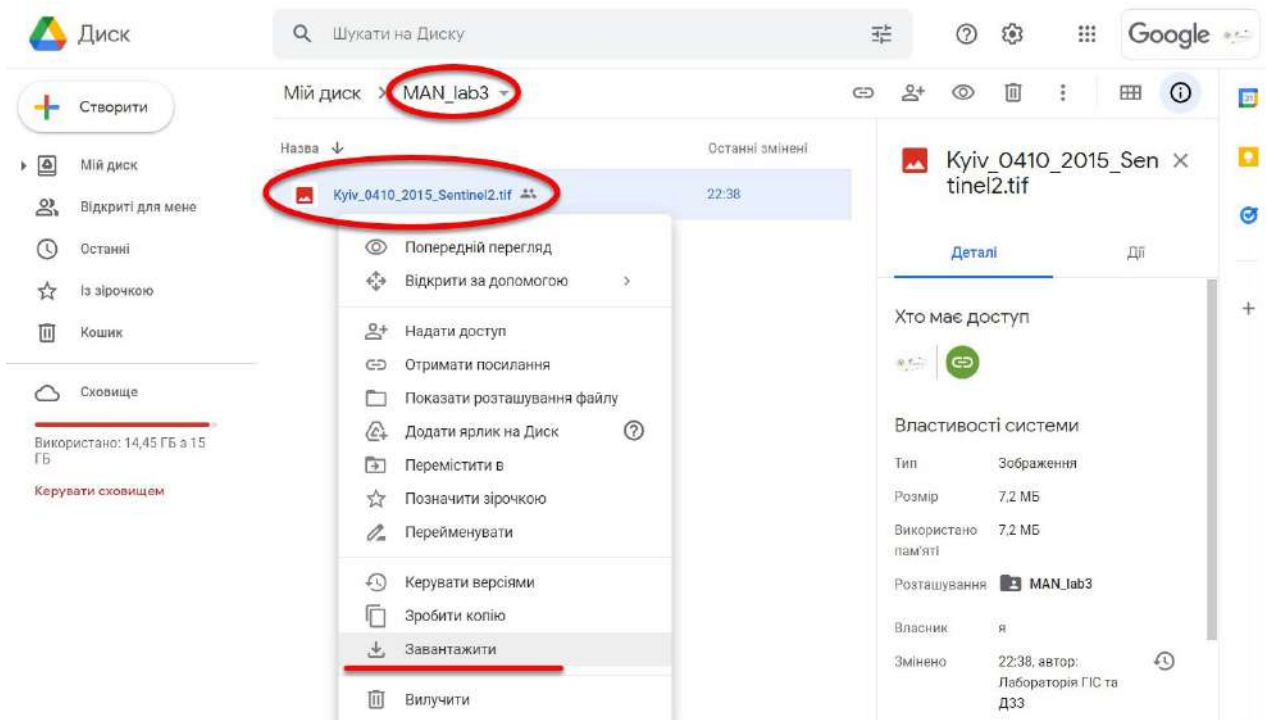 Диск
Шукати на Диску
Google
Створити
Мій диск > MAN_lab3
Мій диск
Відкриті для мене
Останні
Із зірочкою
Кошик
Сховище
Використано: 14,45 ГБ з 15
ГБ
Керувати сховищем
Назва
Останні змінені
Kyiv_0410_2015_Sentinel2.tif
22:38
Попередній перегляд
Відкрити за допомогою
Надати доступ
Отримати посилання
Показати розташування файлу
Додати ярлик на Диск
Перемістити в
Позначити зірочкою
Перейменувати
Керувати версіями
Зробити копію
Завантажити
Вилучити
Kyiv_0410_2015_Sen
tinel2.tif
Деталі
Дії
Хто має доступ
Властивості системи
Тип
Зображення
Розмір
7,2 МБ
Використано
пам'яті
7,2 МБ
Розташування
MAN_lab3
Власник
я
Змінено
22:38, автор:
Лабораторія ГІС та
ДЗЗ
31